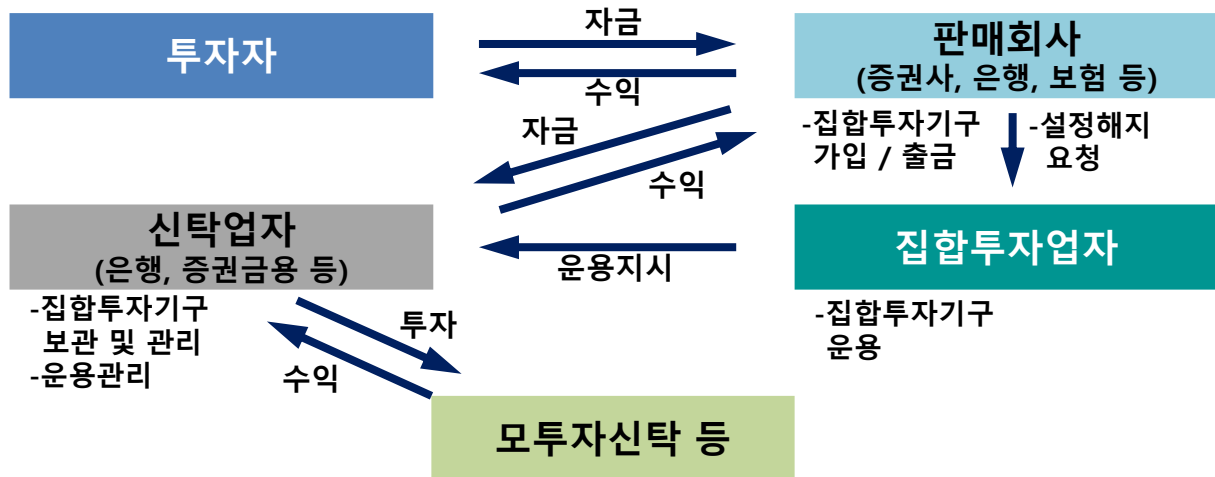 투자자
자금
수익
판매회사
(증권사, 은행, 보험 등)
-집합투자기구
가입 / 출금
-설정해지
요청
자금
수익
신탁업자
(은행, 증권금융 등)
운용지시
집합투자업자
-집합투자기구
보관 및 관리
-운용관리
투자
수익
-집합투자기구
운용
모투자신탁 등